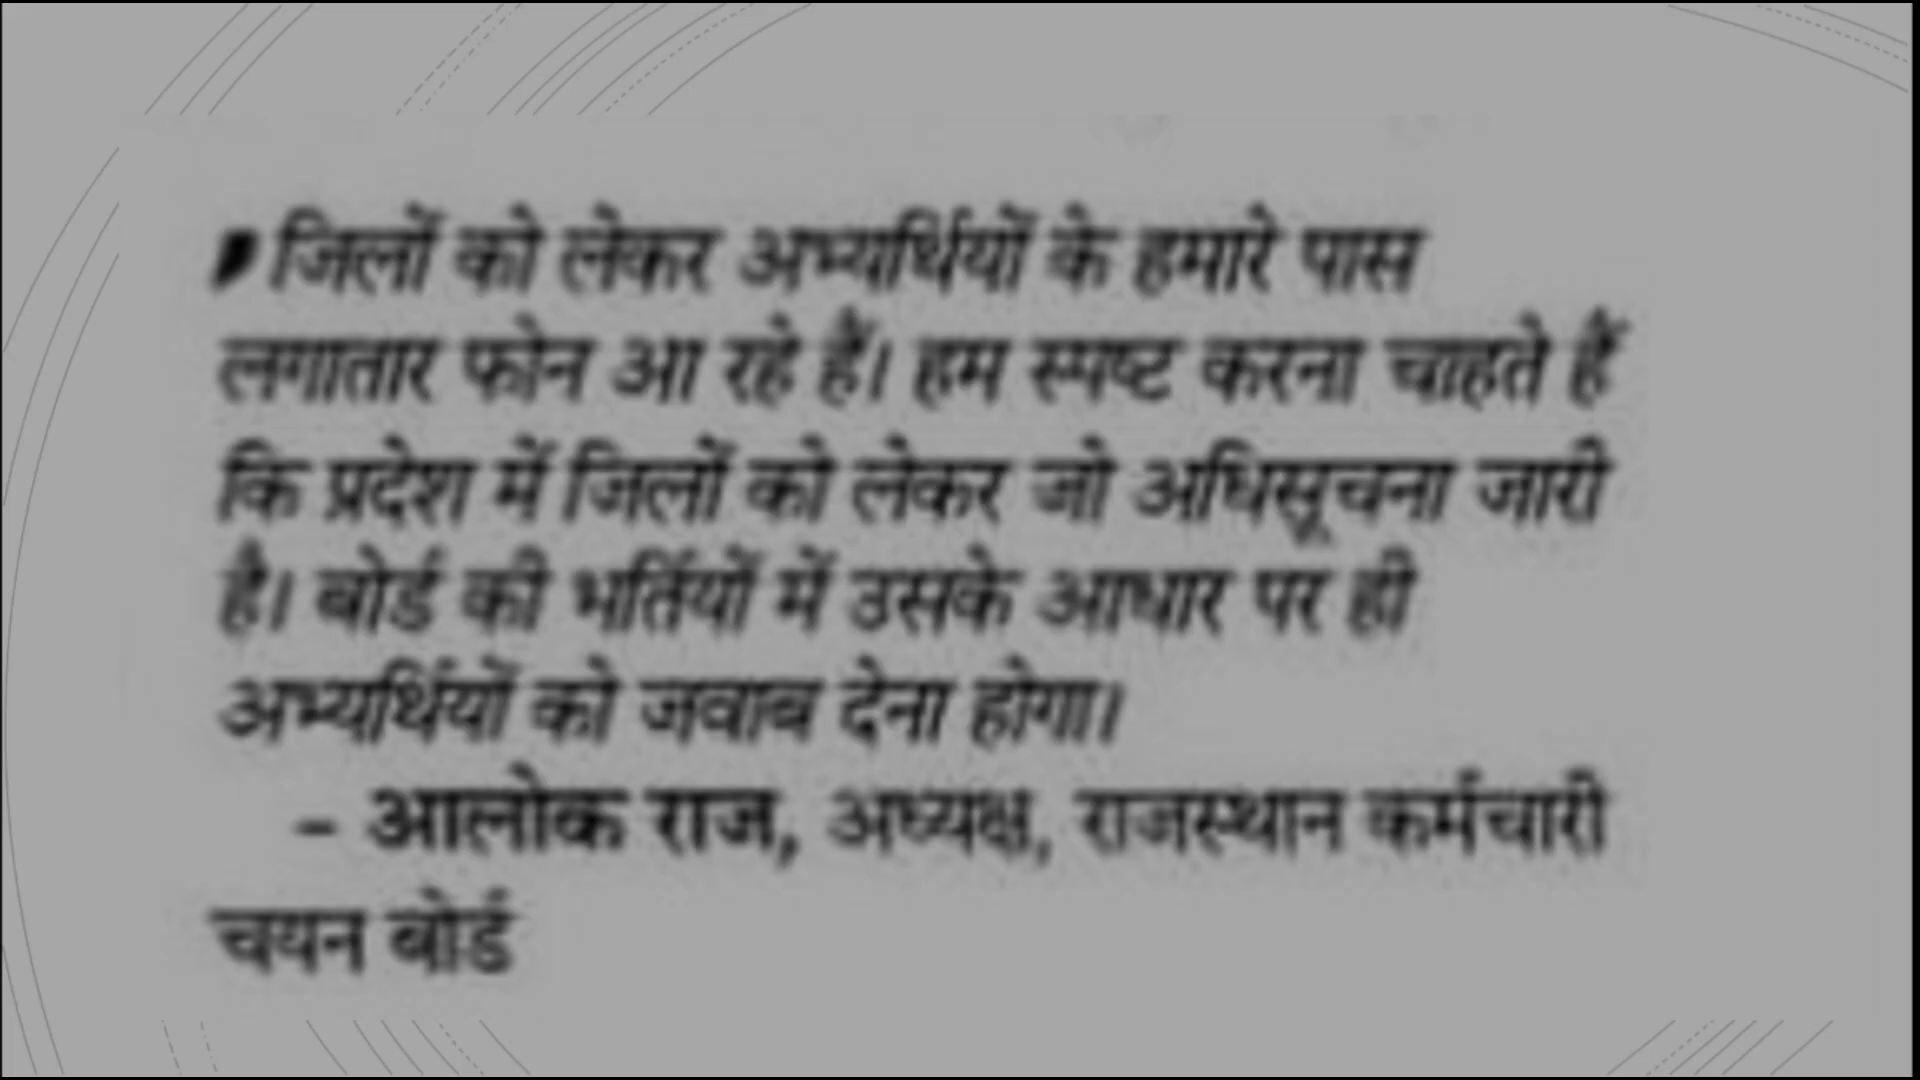 जिलों को लेकर अभ्यर्थियों के हमारे पास
लगातार फोन आ रहे हैं। हम स्पष्ट करना चाहते हैं
कि प्रदेश में जिलों को लेकर जो अधिसूचना जारी
है। बोर्ड की भर्तियों में उसके आधार पर ही
अभ्यर्थियों को जवाब देना होगा।
– आलोक राज, अध्यक्ष, राजस्थान कर्मचारी
चयन बोर्ड